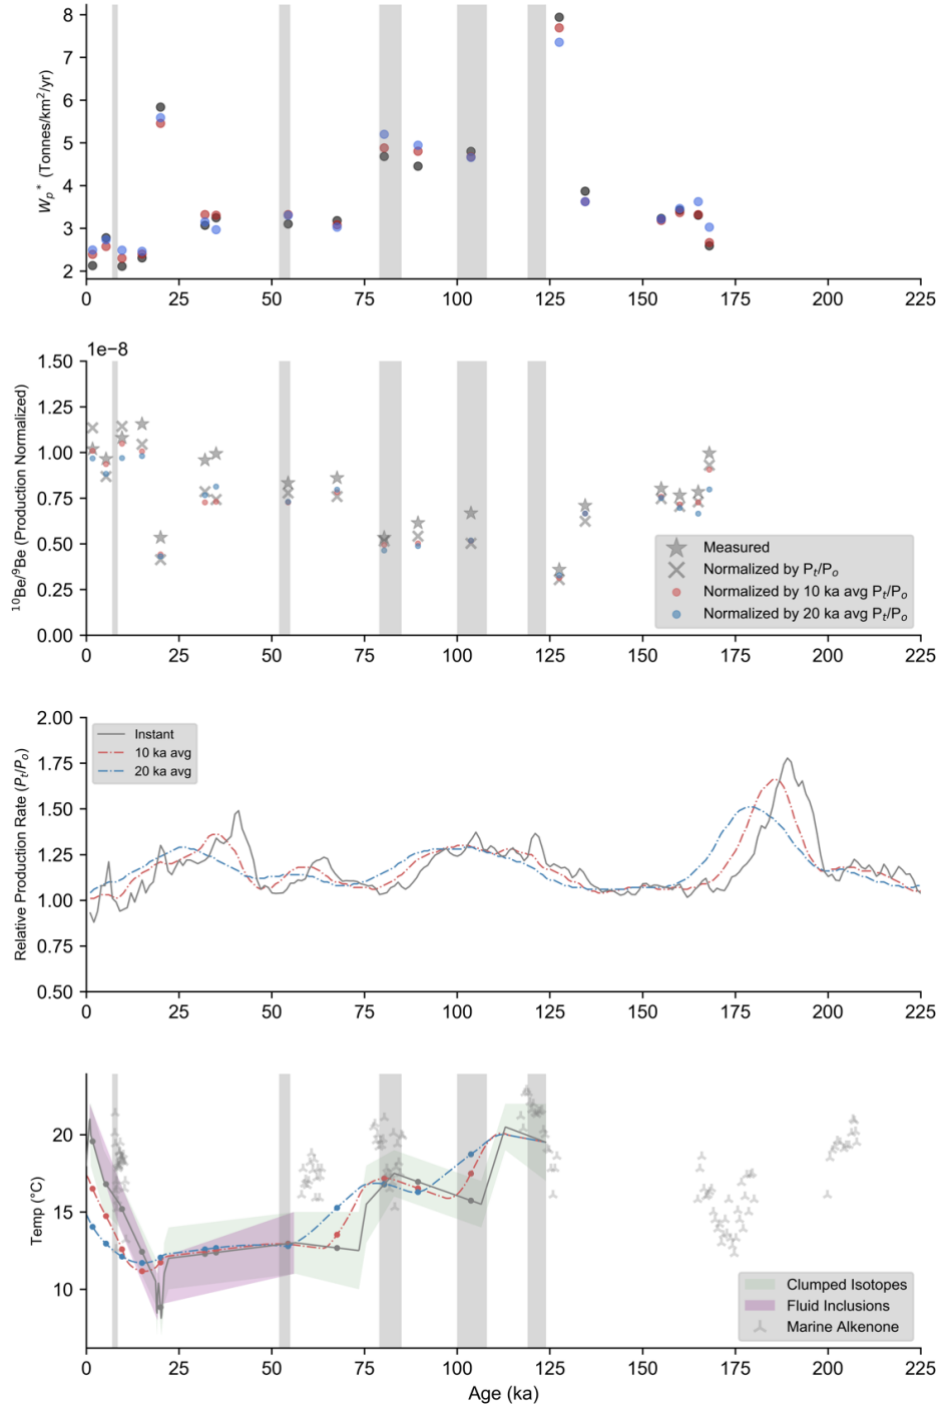 8
7
6
5
4
3
2
W_p* (Tonnes/km²/yr)
0 25 50 75 100 125 150 175 200 225
1e−8
1.50
1.25
1.00
0.75
0.50
0.25
0.00
¹⁰Be/⁹Be (Production Normalized)
Measured
Normalized by P_t/P_o
Normalized by 10 ka avg P_t/P_o
Normalized by 20 ka avg P_t/P_o
0 25 50 75 100 125 150 175 200 225
2.00
1.75
1.50
1.25
1.00
0.75
0.50
Relative Production Rate (P_t/P_o)
Instant
10 ka avg
20 ka avg
0 25 50 75 100 125 150 175 200 225
20
15
10
Temp (°C)
Clumped Isotopes
Fluid Inclusions
Marine Alkenone
0 25 50 75 100 125 150 175 200 225
Age (ka)